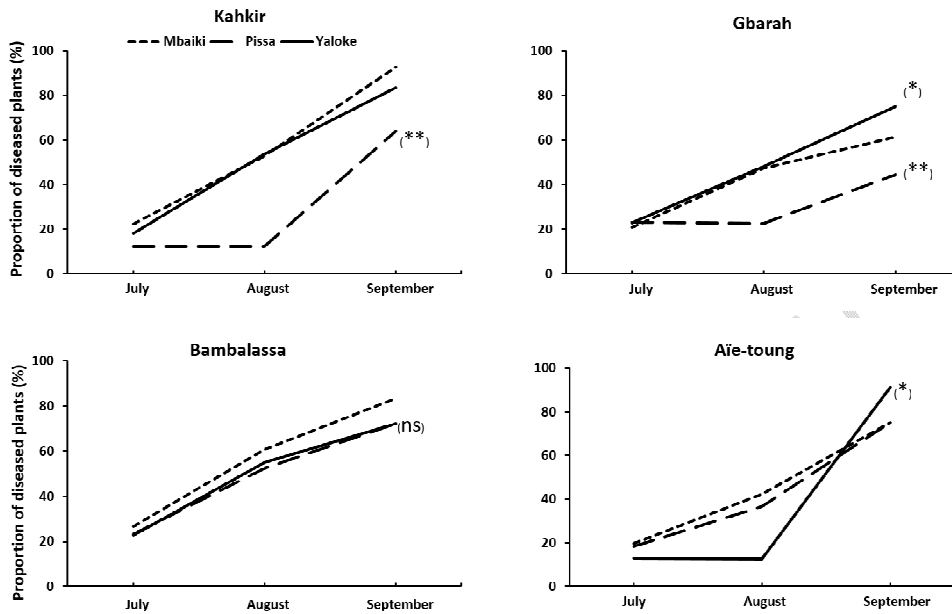 Kahkir
Mbaiki Pissa Yaloke
Proportion of diseased plants (%)
100
80
60
40
20
0
(**)
July August September
Gbarah
100
80
60
40
20
0
(*)
(**)
July August September
Bambalassa
Proportion of diseased plants (%)
100
80
60
40
20
0
(ns)
July August September
Aïe-toung
100
80
60
40
20
0
(*)
July August September